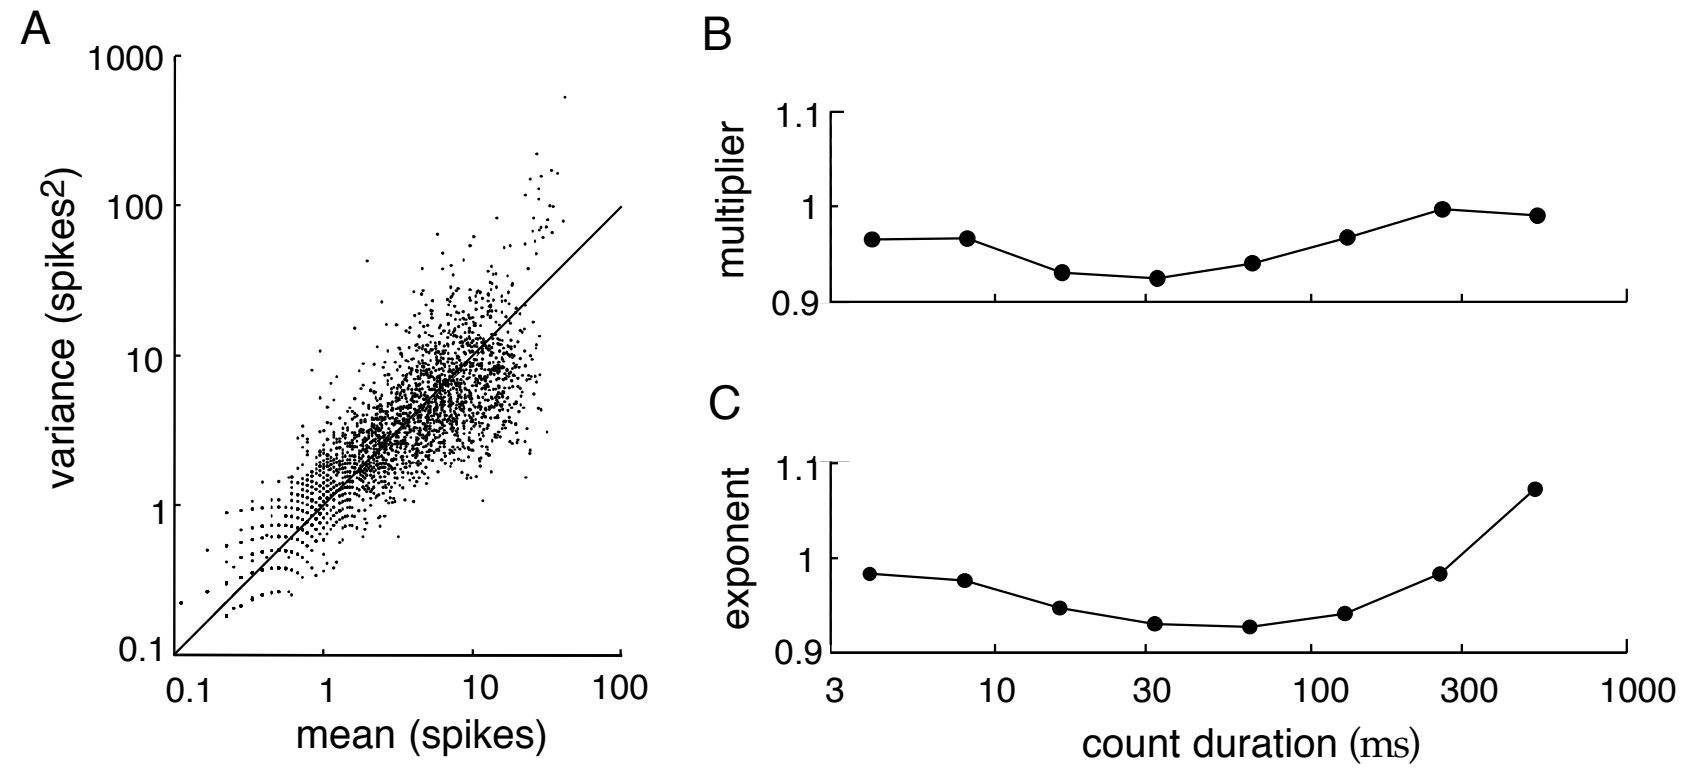 A
1000
100
10
1
0.1
variance (spikes2)
0.1 1 10 100
mean (spikes)
B
1.1
1
0.9
multiplier
C
1.1
1
0.9
exponent
3 10 30 100 300 1000
count duration (ms)